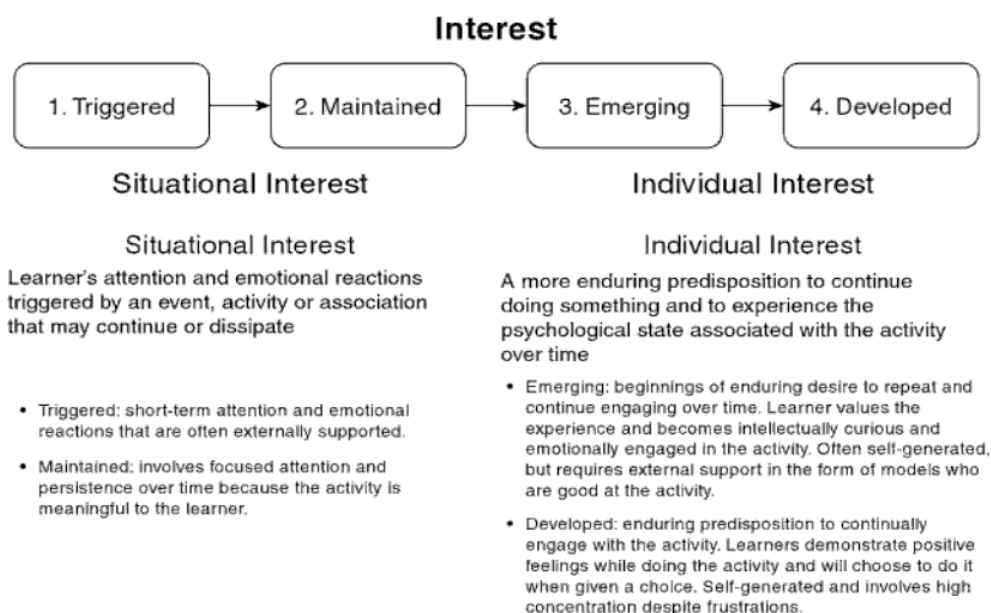 Interest
1. Triggered
2. Maintained
3. Emerging
4. Developed
Situational Interest
Individual Interest
Situational Interest
Learner's attention and emotional reactions
triggered by an event, activity or association
that may continue or dissipate
• Triggered: short-term attention and emotional
reactions that are often externally supported.
• Maintained: involves focused attention and
persistence over time because the activity is
meaningful to the learner.
Individual Interest
A more enduring predisposition to continue
doing something and to experience the
psychological state associated with the activity
over time
• Emerging: beginnings of enduring desire to repeat and
continue engaging over time. Learner values the
experience and becomes intellectually curious and
emotionally engaged in the activity. Often self-generated,
but requires external support in the form of models who
are good at the activity.
• Developed: enduring predisposition to continually
engage with the activity. Learners demonstrate positive
feelings while doing the activity and will choose to do it
when given a choice. Self-generated and involves high
concentration despite frustrations.